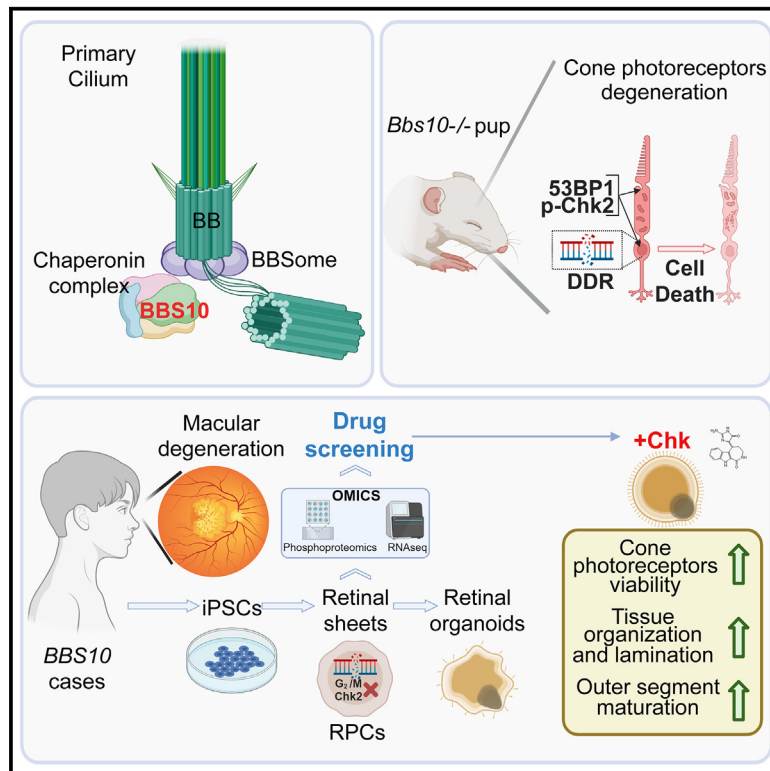 Primary
Cilium
BB
Chaperonin
complex
BBSome
BBS10
Cone photoreceptors
degeneration
Bbs10-/- pup
53BP1
p-Chk2
DDR
Cell
Death
Macular
degeneration
Drug
screening
+Chk
OMICS
Phosphoproteomics
RNAseq
BBS10
cases
iPSCs
Retinal
sheets
Retinal
organoids
G2/M
Chk2
RPCs
Cone
photoreceptors
viability
Tissue
organization
and lamination
Outer segment
maturation